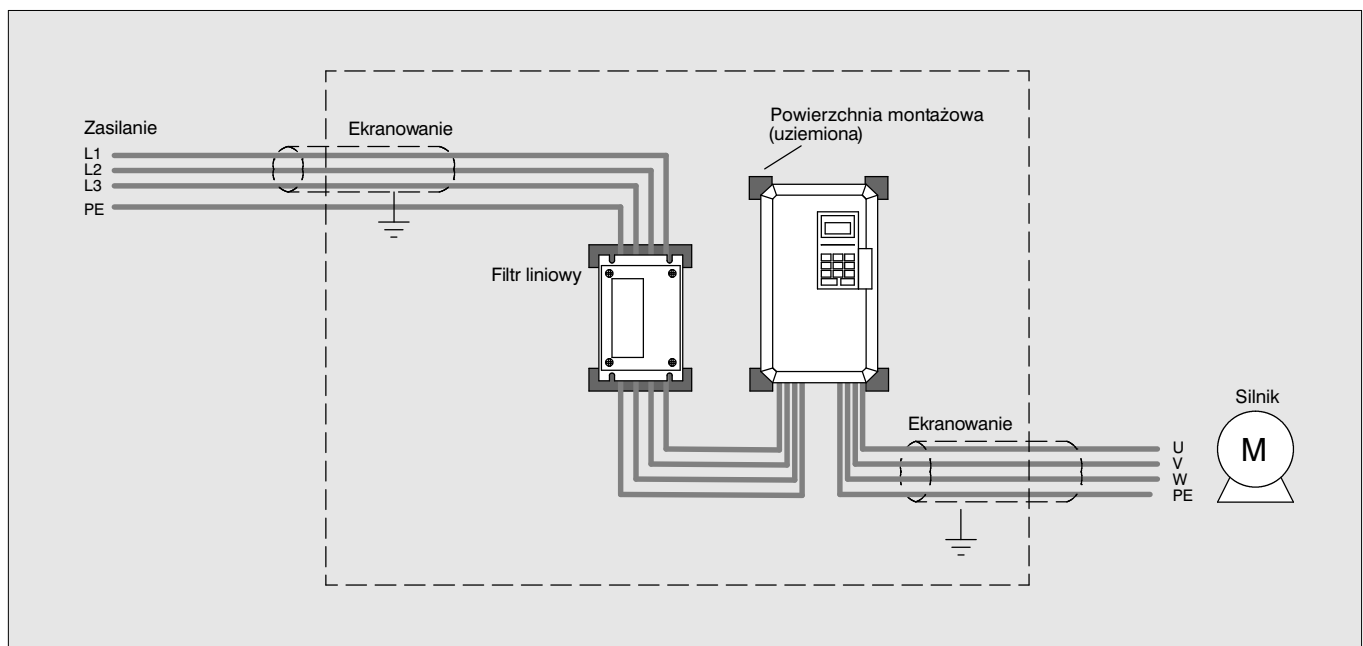 Zasilanie
L1
L2
L3
PE
Ekranowanie
Powierzchnia montażowa
(uziemiona)
Filtr liniowy
Ekranowanie
Silnik
M
U
V
W
PE